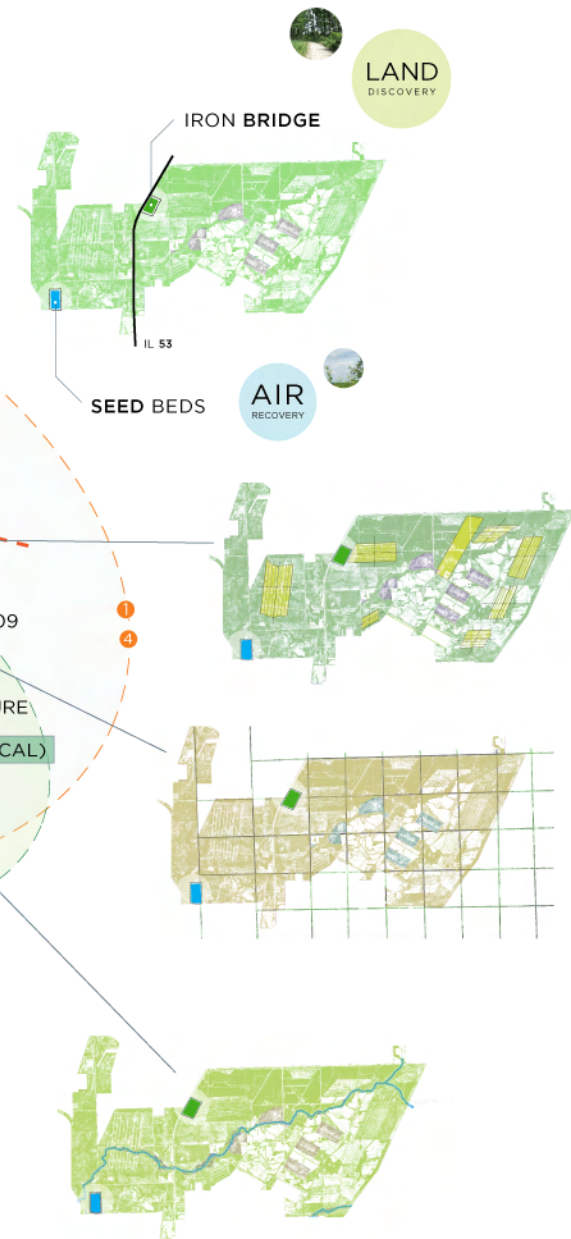 LAND
DISCOVERY
IRON BRIDGE
IL 53
SEED BEDS
AIR
RECOVERY
1
09
4
URE
CAL)